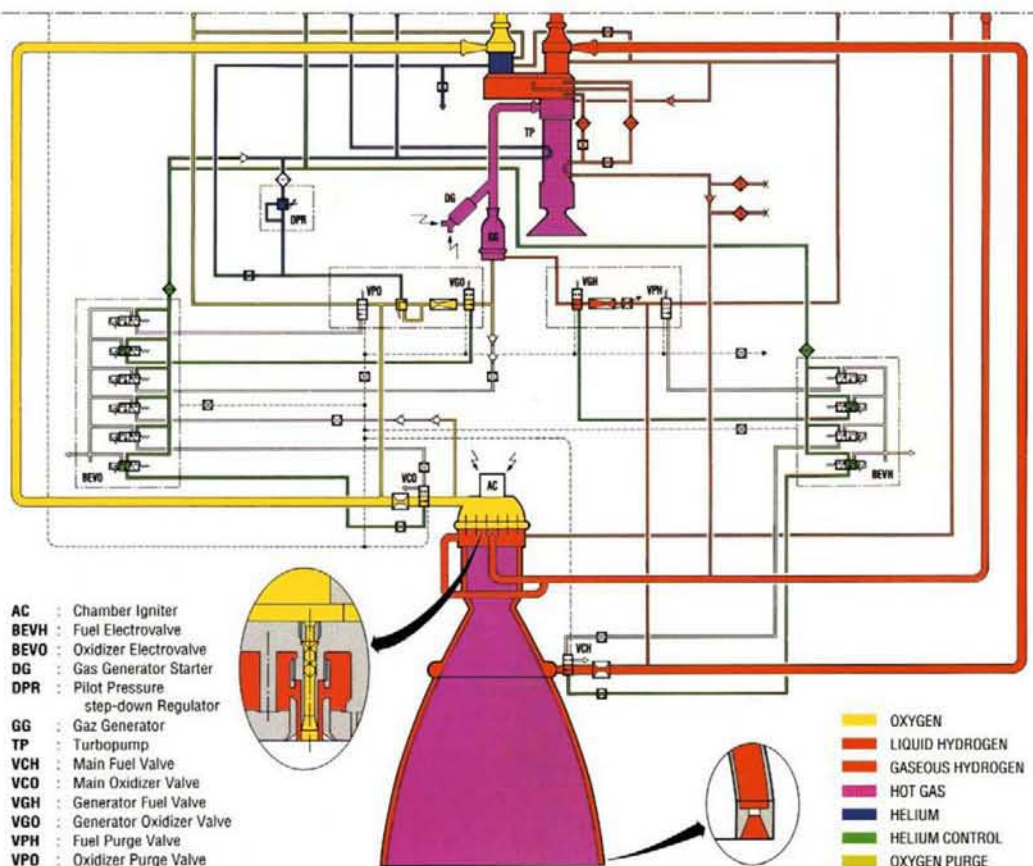 TP
DG
DPR
GG
VPO
VGO
VGH
VPH
BEVO
VCO
AC
BEVH
VCH
AC : Chamber Igniter
BEVH : Fuel Electrovalve
BEVO : Oxidizer Electrovalve
DG : Gas Generator Starter
DPR : Pilot Pressure
step-down Regulator
GG : Gaz Generator
TP : Turbopump
VCH : Main Fuel Valve
VCO : Main Oxidizer Valve
VGH : Generator Fuel Valve
VGO : Generator Oxidizer Valve
VPH : Fuel Purge Valve
VPO : Oxidizer Purge Valve
OXYGEN
LIQUID HYDROGEN
GASEOUS HYDROGEN
HOT GAS
HELIUM
HELIUM CONTROL
OXYGEN PURGE